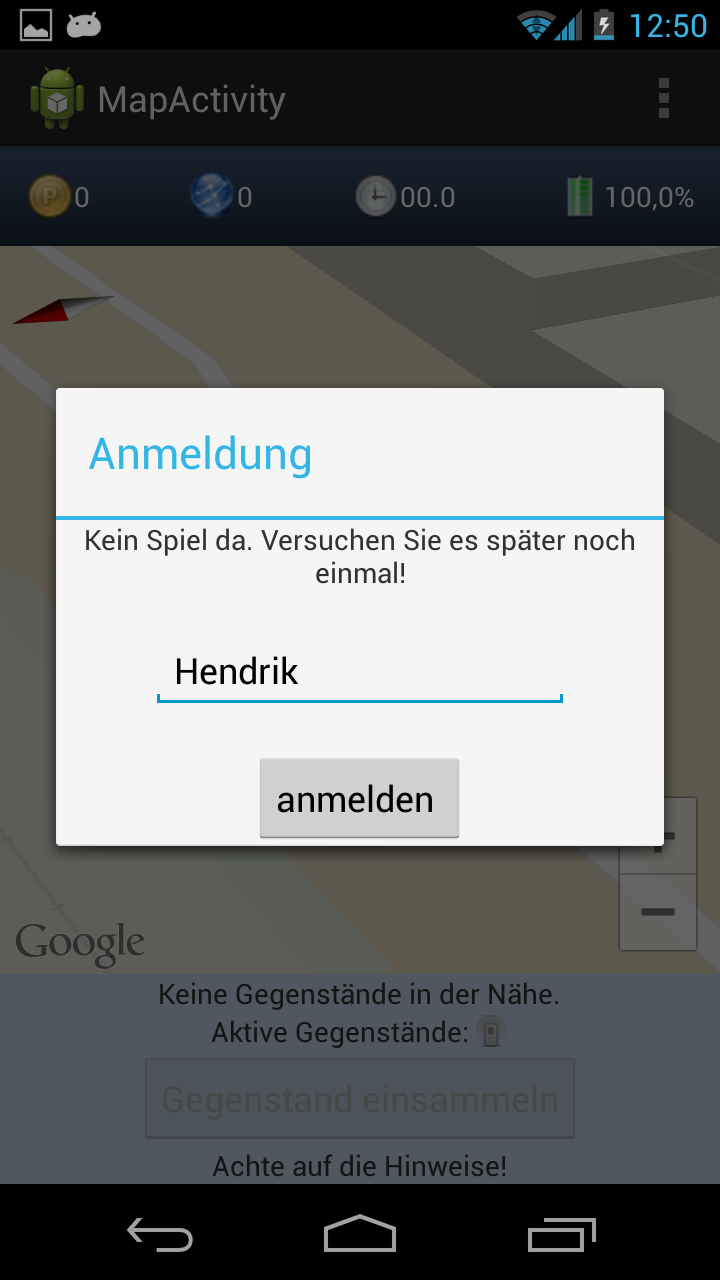 12:50
MapActivity
P 0 0 00.0 100,0%
Anmeldung
Kein Spiel da. Versuchen Sie es später noch
einmal!
Hendrik
anmelden
Google
Keine Gegenstände in der Nähe.
Aktive Gegenstände:
Gegenstand einsammeln
Achte auf die Hinweise!